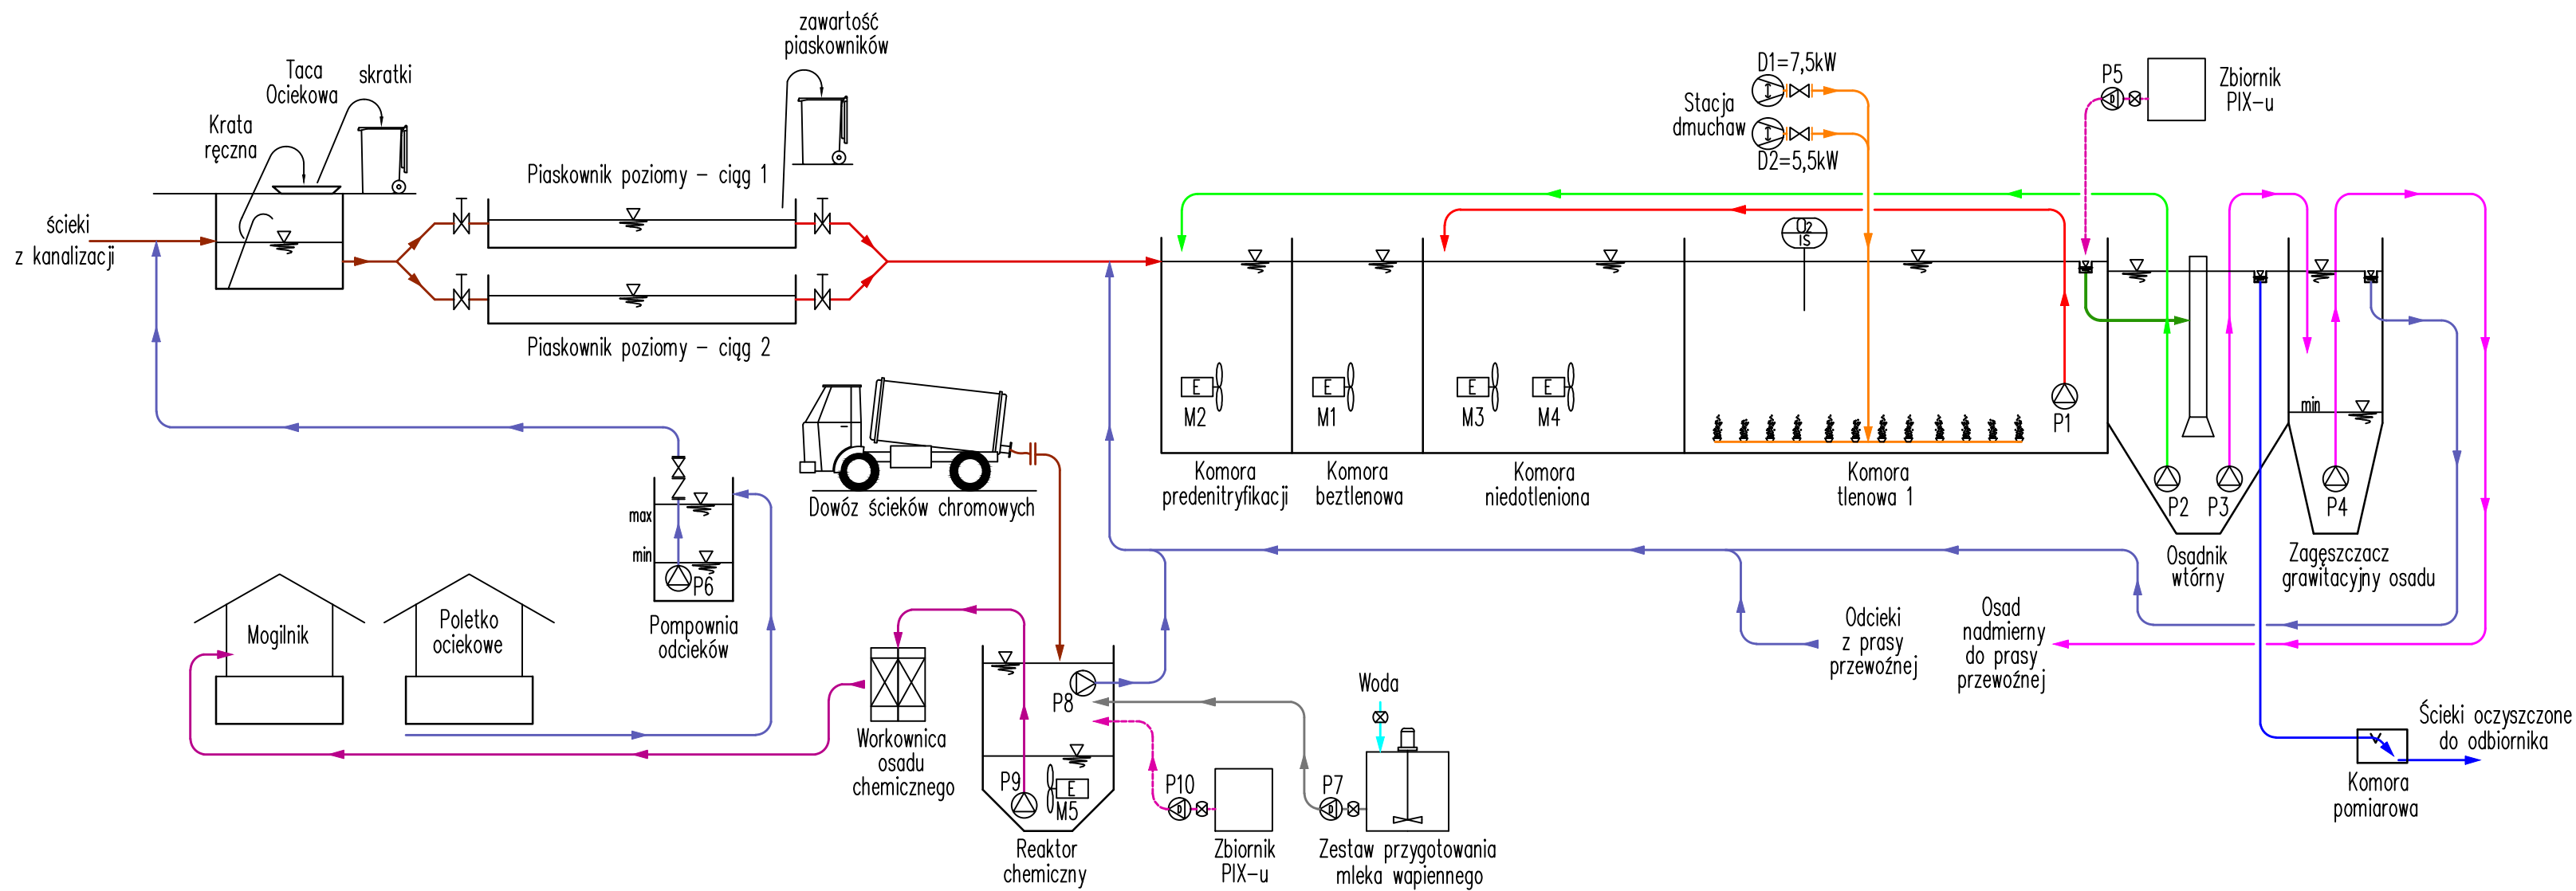 zawartość
piaskowników
Taca
Ociekowa
skratki
Krata
ręczna
ścieki
z kanalizacji
Piaskownik poziomy – ciąg 1
Piaskownik poziomy – ciąg 2
D1=7,5kW
Stacja
dmuchaw
D2=5,5kW
P5
Zbiornik
PIX-u
O2
IS
E
M2
E
M1
E
M3
E
M4
P1
Komora
predenitryfikacji
Komora
beztlenowa
Komora
niedotleniona
Komora
tlenowa 1
P2
P3
min
P4
Osadnik
wtórny
Zagęszczacz
grawitacyjny osadu
Dowóz ścieków chromowych
max
min
P6
Pompownia
odcieków
Mogilnik
Poletko
ociekowe
Odcieki
z prasy
przewoźnej
Osad
nadmierny
do prasy
przewoźnej
Workownica
osadu
chemicznego
P8
P9
E
M5
Reaktor
chemiczny
P10
Zbiornik
PIX-u
Woda
P7
Zestaw przygotowania
mleka wapiennego
Ścieki oczyszczone
do odbiornika
Komora
pomiarowa